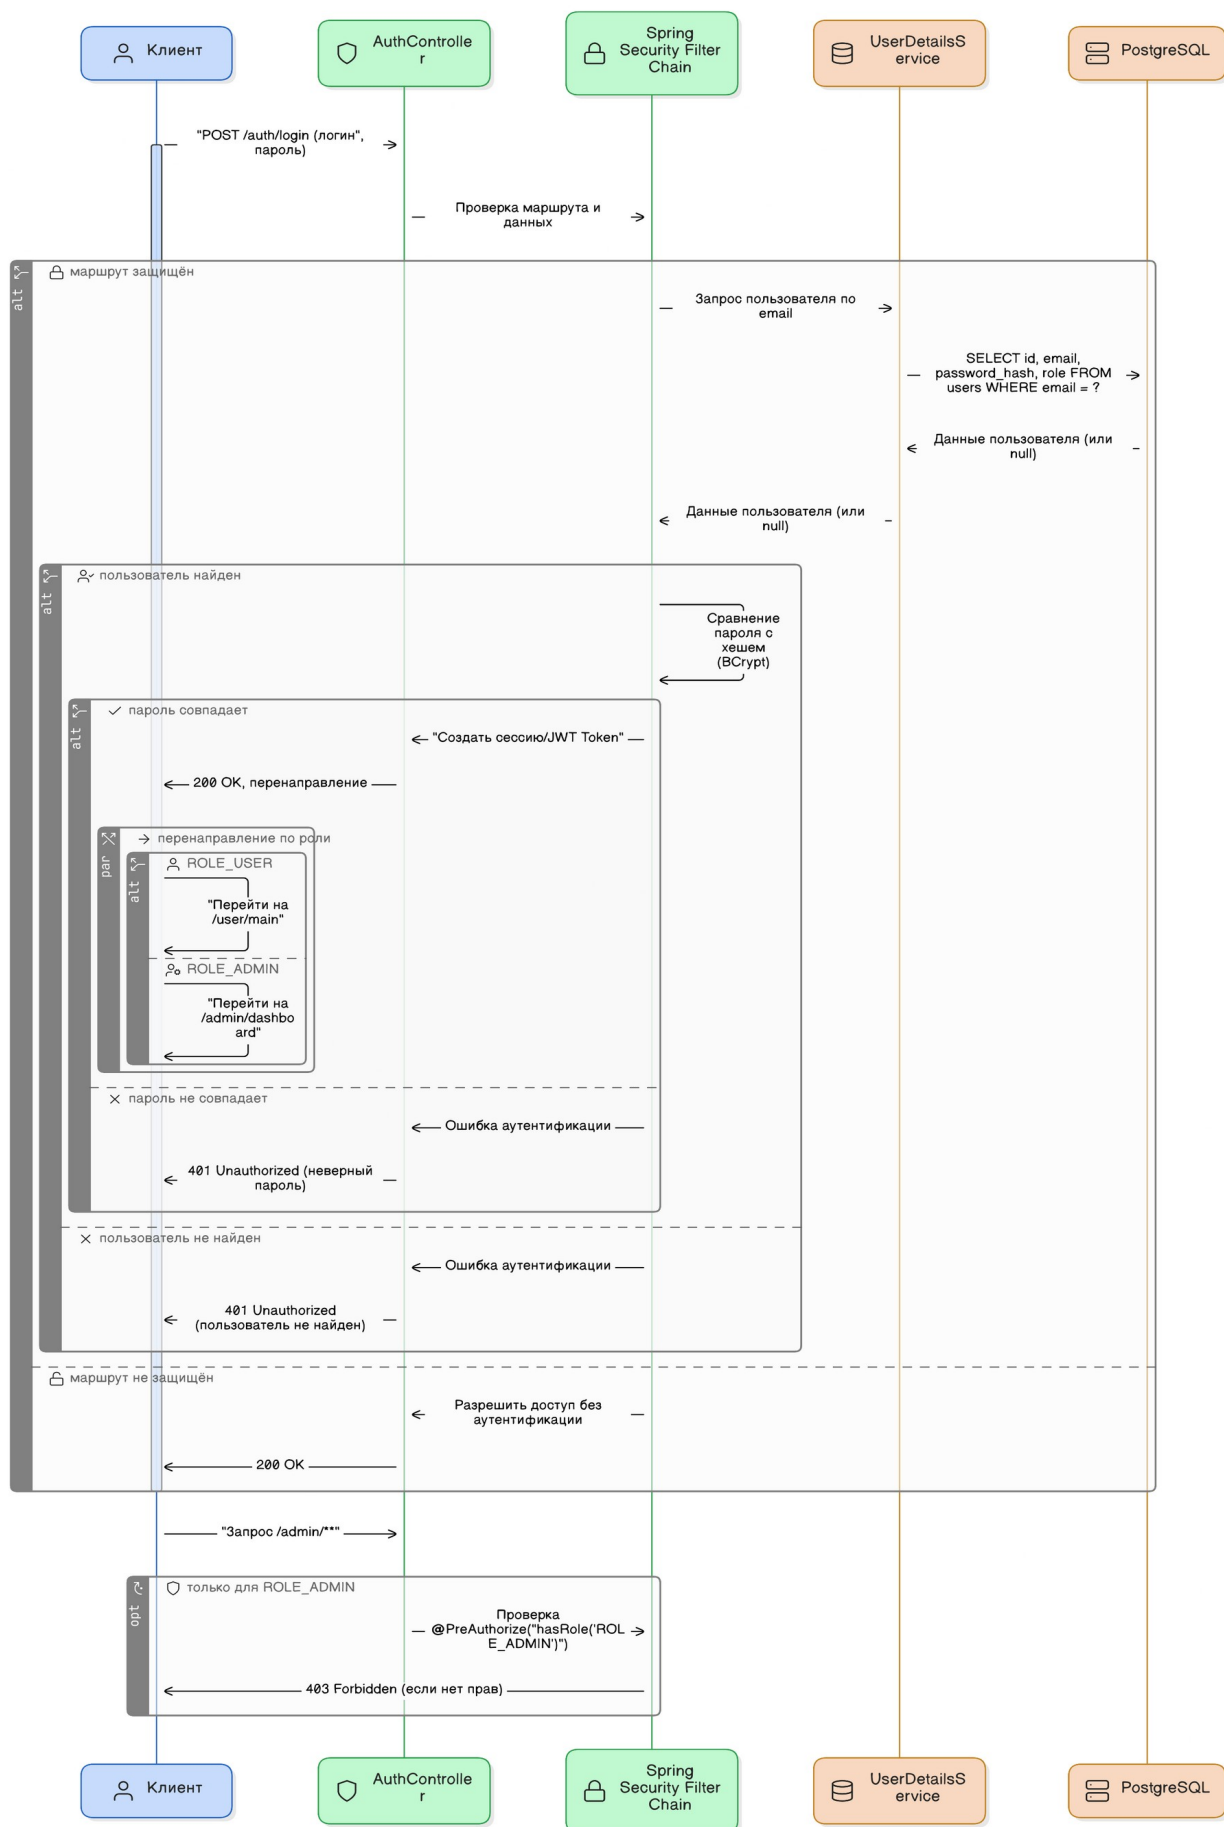 Клиент
AuthControlle
r
Spring
Security Filter
Chain
UserDetailsS
ervice
PostgreSQL
"POST /auth/login (логин",
пароль)
Проверка маршрута и
данных
alt
маршрут защищён
Запрос пользователя по
email
SELECT id, email,
password_hash, role FROM
users WHERE email = ?
Данные пользователя (или
null)
Данные пользователя (или
null)
alt
пользователь найден
Сравнение
пароля с
хешем
(BCrypt)
alt
пароль совпадает
"Создать сессию/JWT Token"
200 OK, перенаправление
par
перенаправление по роли
alt
ROLE_USER
"Перейти на
/user/main"
ROLE_ADMIN
"Перейти на
/admin/dashbo
ard"
пароль не совпадает
Ошибка аутентификации
401 Unauthorized (неверный
пароль)
пользователь не найден
Ошибка аутентификации
401 Unauthorized
(пользователь не найден)
маршрут не защищён
Разрешить доступ без
аутентификации
200 OK
"Запрос /admin/**"
opt
только для ROLE_ADMIN
Проверка
@PreAuthorize("hasRole('ROL
E_ADMIN')")
403 Forbidden (если нет прав)
Клиент
AuthControlle
r
Spring
Security Filter
Chain
UserDetailsS
ervice
PostgreSQL